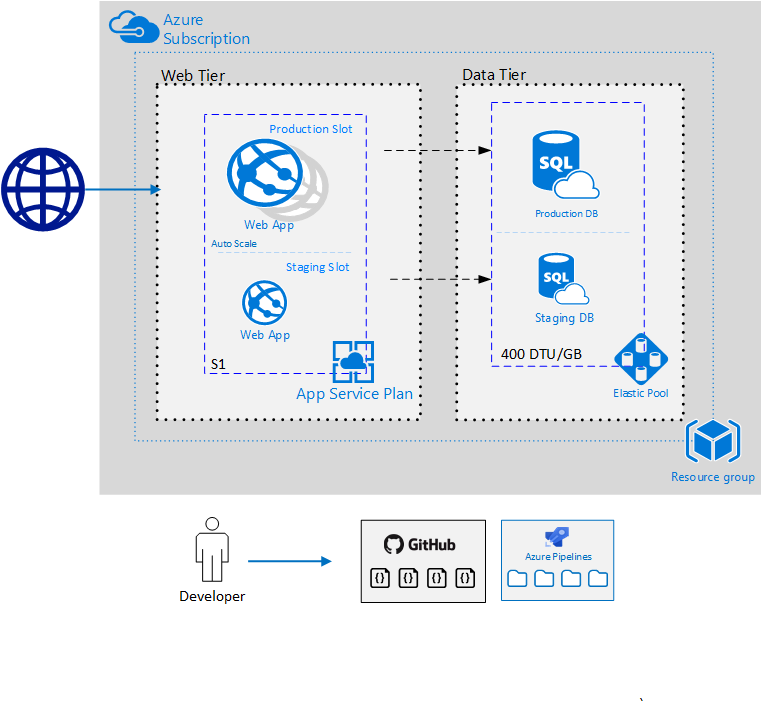 Azure
Subscription
Web Tier
Data Tier
Production Slot
Web App
Auto Scale
Staging Slot
Web App
S1
App Service Plan
SQL
Production DB
SQL
Staging DB
400 DTU/GB
Elastic Pool
Resource group
Developer
GitHub
{} {} {} {}
Azure Pipelines
\